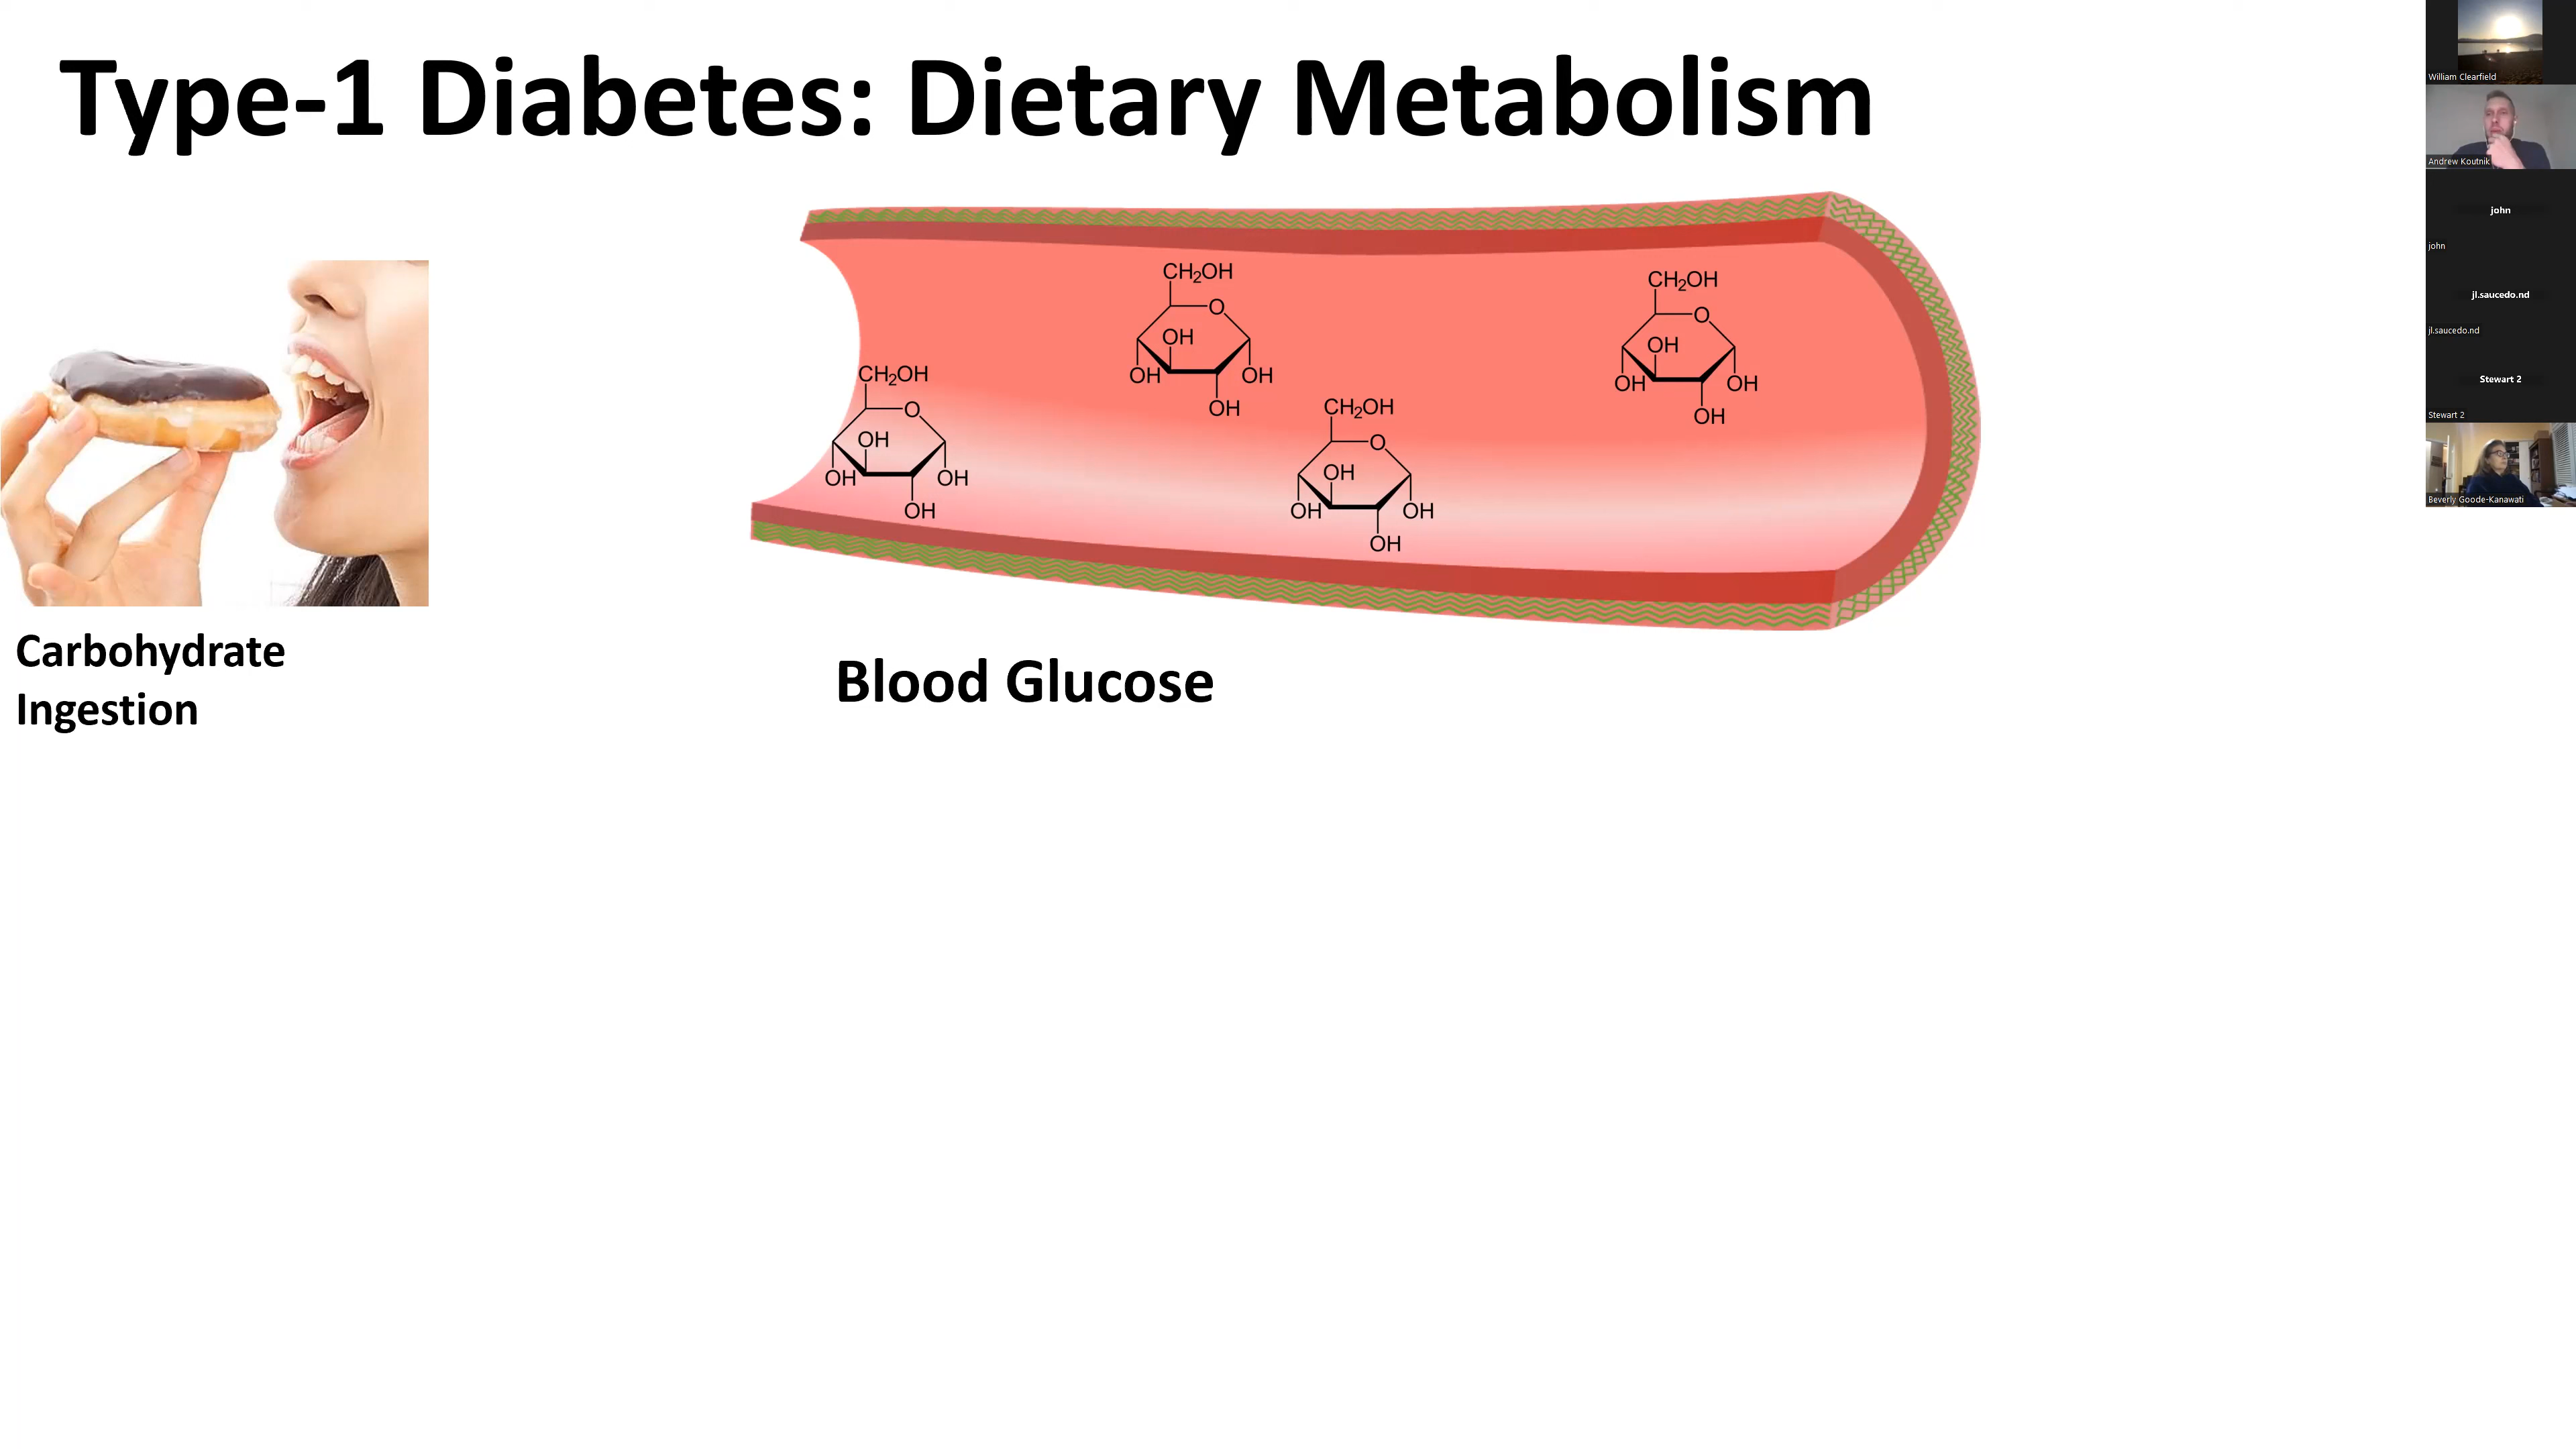 Type-1 Diabetes: Dietary Metabolism
CH2OH
O
OH
OH
OH
OH
CH2OH
O
OH
OH
OH
OH
CH2OH
O
OH
OH
OH
OH
CH2OH
O
OH
OH
OH
OH
Carbohydrate
Ingestion
Blood Glucose
William Clearfield
Andrew Koutnik
john
john
jl.saucedo.nd
jl.saucedo.nd
Stewart 2
Stewart 2
Beverly Goode-Kanawati